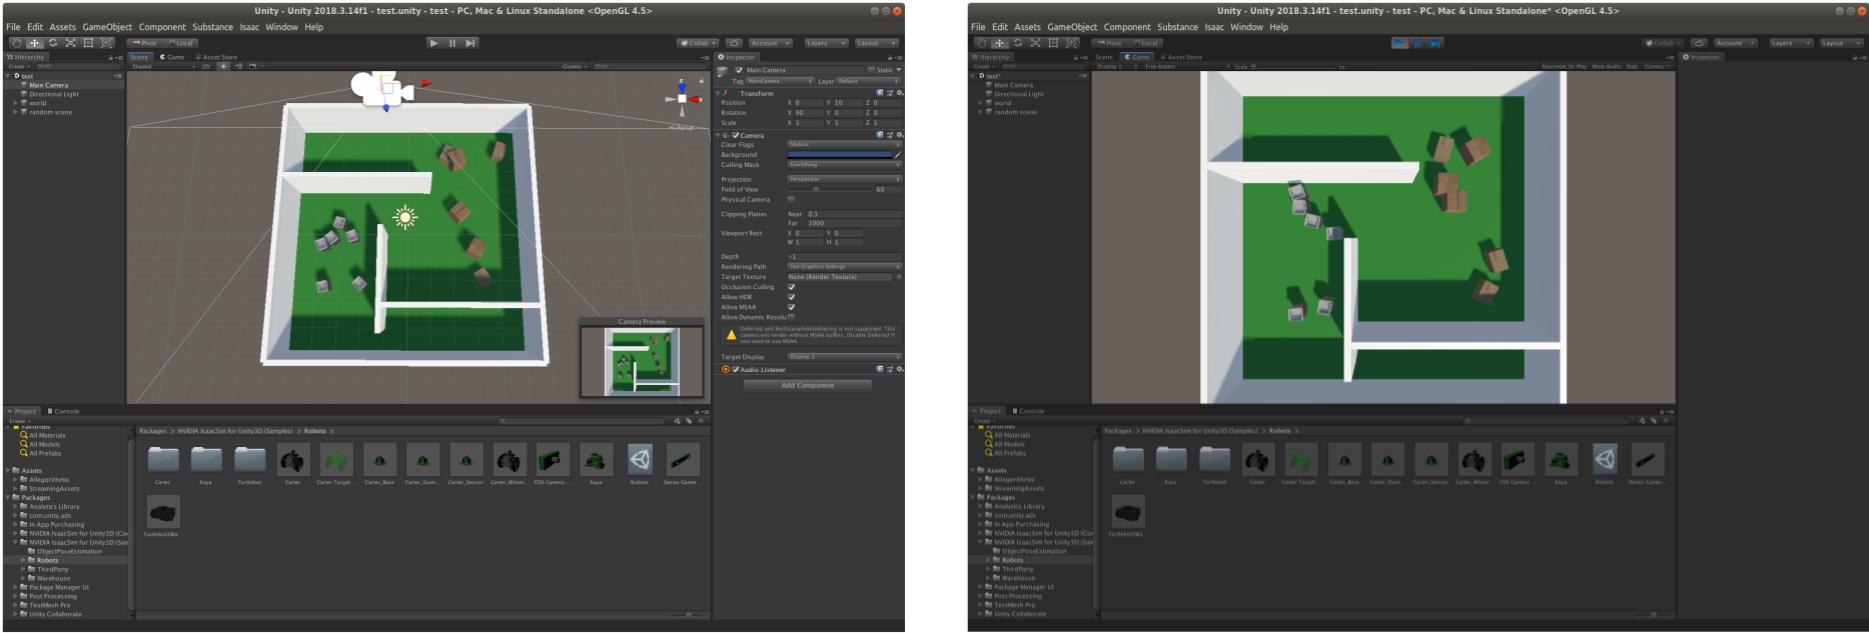 Unity - Unity 2018.3.14f1 - test.unity - test - PC, Mac & Linux Standalone <OpenGL 4.5>
File Edit Assets GameObject Component Substance Isaac Window Help
Pivot Local Collab Account Layers Layout
Hierarchy
Create
test
Main Camera
Directional Light
world
random scene
Scene Game Asset Store
Shaded 2D Gizmos
Persp
Camera Preview
Inspector
Main Camera Static
Tag MainCamera Layer Default
Transform
Position X 0 Y 10 Z 0
Rotation X 90 Y 0 Z 0
Scale X 1 Y 1 Z 1
Camera
Clear Flags Skybox
Background
Culling Mask Everything
Projection Perspective
Field of View 60
Physical Camera
Clipping Planes Near 0.3
Far 1000
Viewport Rect X 0 Y 0
W 1 H 1
Depth -1
Rendering Path Use Graphics Settings
Target Texture None (Render Texture)
Occlusion Culling
Allow HDR
Allow MSAA
Allow Dynamic Resolu
Deferred and MultisampleAntiAliasing is not supported. This
camera will render without MSAA buffers. Disable Deferred if
you want to use MSAA.
Target Display Display 1
Audio Listener
Add Component
Project Console
Create
Favorites
All Materials
All Models
All Prefabs
Assets
Allegorithmic
StreamingAssets
Packages
Analytics Library
com.unity.ads
In App Purchasing
NVIDIA IsaacSim for Unity3D (Cor
NVIDIA IsaacSim for Unity3D (San
ObjectPoseEstimation
Robots
ThirdParty
Warehouse
Package Manager UI
Post Processing
TextMesh Pro
Unity Collaborate
Packages > NVIDIA IsaacSim for Unity3D (Samples) > Robots >
Carter Kaya Turtlebot Carter Carter Target... Carter_Base Carter_Dum... Carter_Sensor Carter_Wheel... CDS Camera ... Kaya Robots Stereo Camer...
Turtlebot3Wa...
Unity - Unity 2018.3.14f1 - test.unity - test - PC, Mac & Linux Standalone* <OpenGL 4.5>
File Edit Assets GameObject Component Substance Isaac Window Help
Pivot Local Collab Account Layers Layout
Hierarchy
Create
test*
Main Camera
Directional Light
world
random scene
Scene Game Asset Store
Display 1 Free Aspect Scale 1x Maximize On Play Mute Audio Stats Gizmos
Inspector
Project Console
Create
Favorites
All Materials
All Models
All Prefabs
Assets
Allegorithmic
StreamingAssets
Packages
Analytics Library
com.unity.ads
In App Purchasing
NVIDIA IsaacSim for Unity3D (Cor
NVIDIA IsaacSim for Unity3D (San
ObjectPoseEstimation
Robots
ThirdParty
Warehouse
Package Manager UI
Post Processing
TextMesh Pro
Unity Collaborate
Packages > NVIDIA IsaacSim for Unity3D (Samples) > Robots >
Carter Kaya Turtlebot Carter Carter Target... Carter_Base Carter_Dum... Carter_Sensor Carter_Wheel... CDS Camera ... Kaya Robots Stereo Camer...
Turtlebot3Wa...